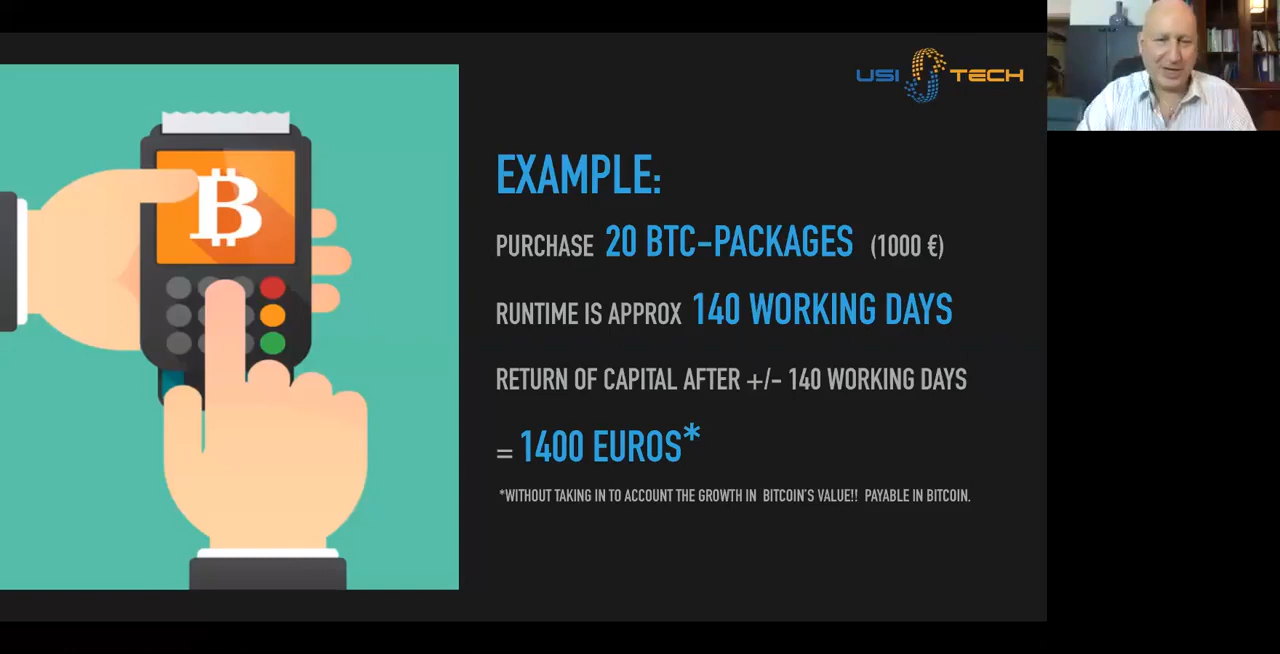 USI TECH
EXAMPLE:
PURCHASE 20 BTC-PACKAGES (1000 €)
RUNTIME IS APPROX 140 WORKING DAYS
RETURN OF CAPITAL AFTER +/- 140 WORKING DAYS
= 1400 EUROS*
*WITHOUT TAKING IN TO ACCOUNT THE GROWTH IN BITCOIN'S VALUE!! PAYABLE IN BITCOIN.